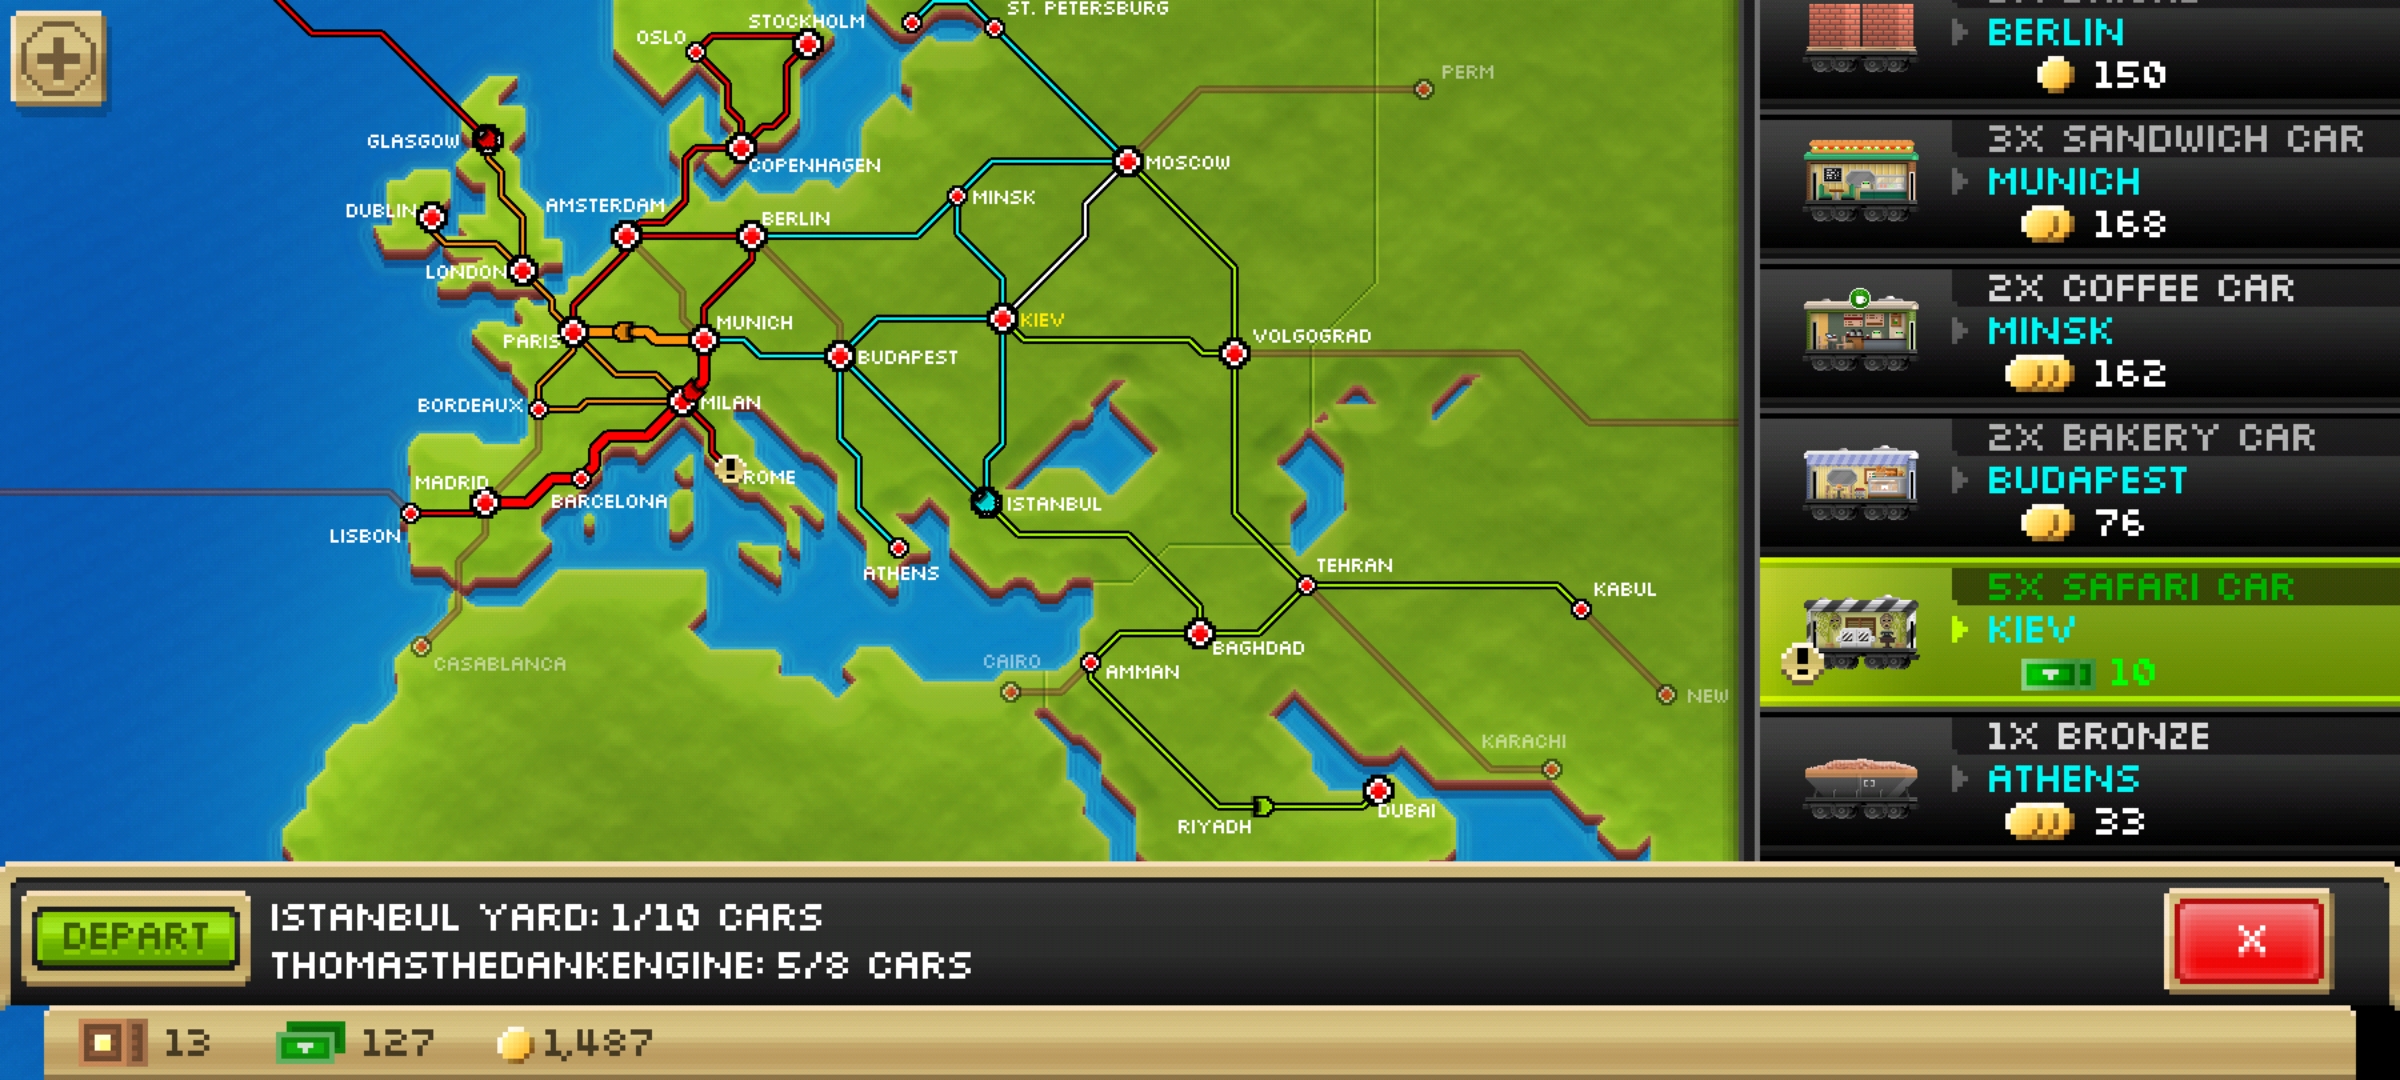 ST. PETERSBURG
STOCKHOLM
OSLO
PERM
GLASGOW
COPENHAGEN
MOSCOW
MINSK
DUBLIN
AMSTERDAM
BERLIN
LONDON
KIEV
MUNICH
VOLGOGRAD
PARIS
BUDAPEST
BORDEAUX
MILAN
MADRID
ROME
BARCELONA
ISTANBUL
LISBON
ATHENS
TEHRAN
KABUL
CASABLANCA
CAIRO
AMMAN
BAGHDAD
NEW
KARACHI
RIYADH
DUBAI
BERLIN
150
3X SANDWICH CAR
MUNICH
168
2X COFFEE CAR
MINSK
162
2X BAKERY CAR
BUDAPEST
76
5X SAFARI CAR
KIEV
10
1X BRONZE
ATHENS
33
DEPART
ISTANBUL YARD: 1/10 CARS
THOMASTHEDANKENGINE: 5/8 CARS
X
13
127
1,487